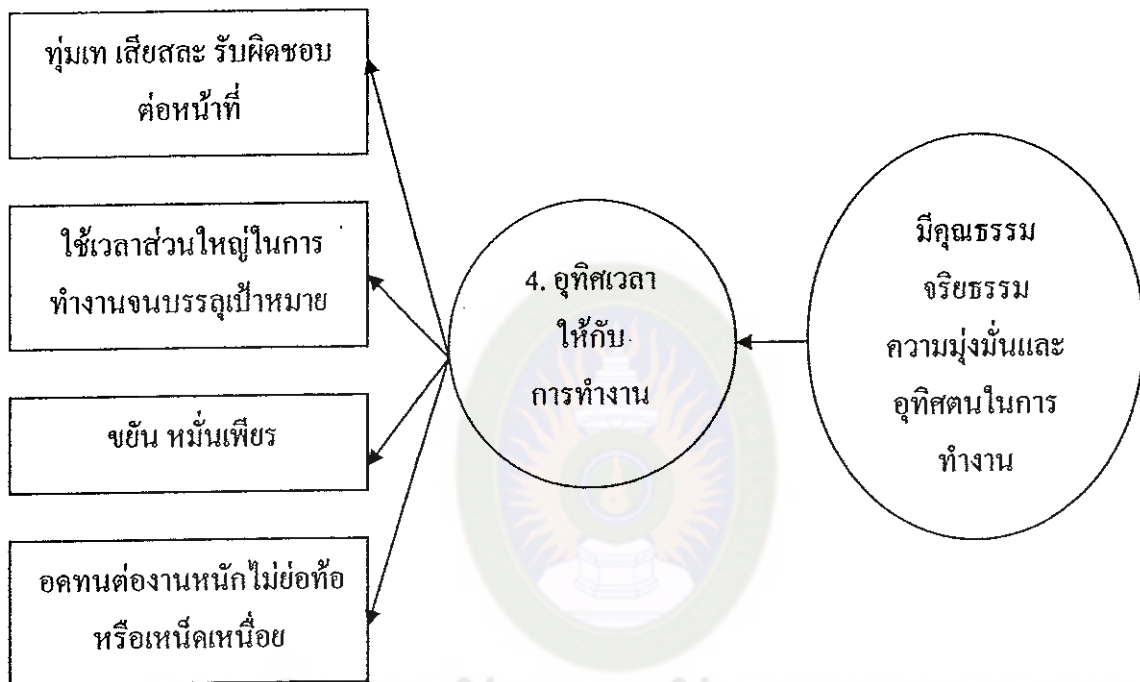 ทุ่มเท เสียสละ รับผิดชอบ
ต่อหน้าที่
ใช้เวลาส่วนใหญ่ในการ
ทำงานจนบรรลุเป้าหมาย
ขยัน หมั่นเพียร
อดทนต่องานหนักไม่ย่อท้อ
หรือเหน็ดเหนื่อย
4. อุทิศเวลา
ให้กับ
การทำงาน
มีคุณธรรม
จริยธรรม
ความมุ่งมั่นและ
อุทิศตนในการ
ทำงาน